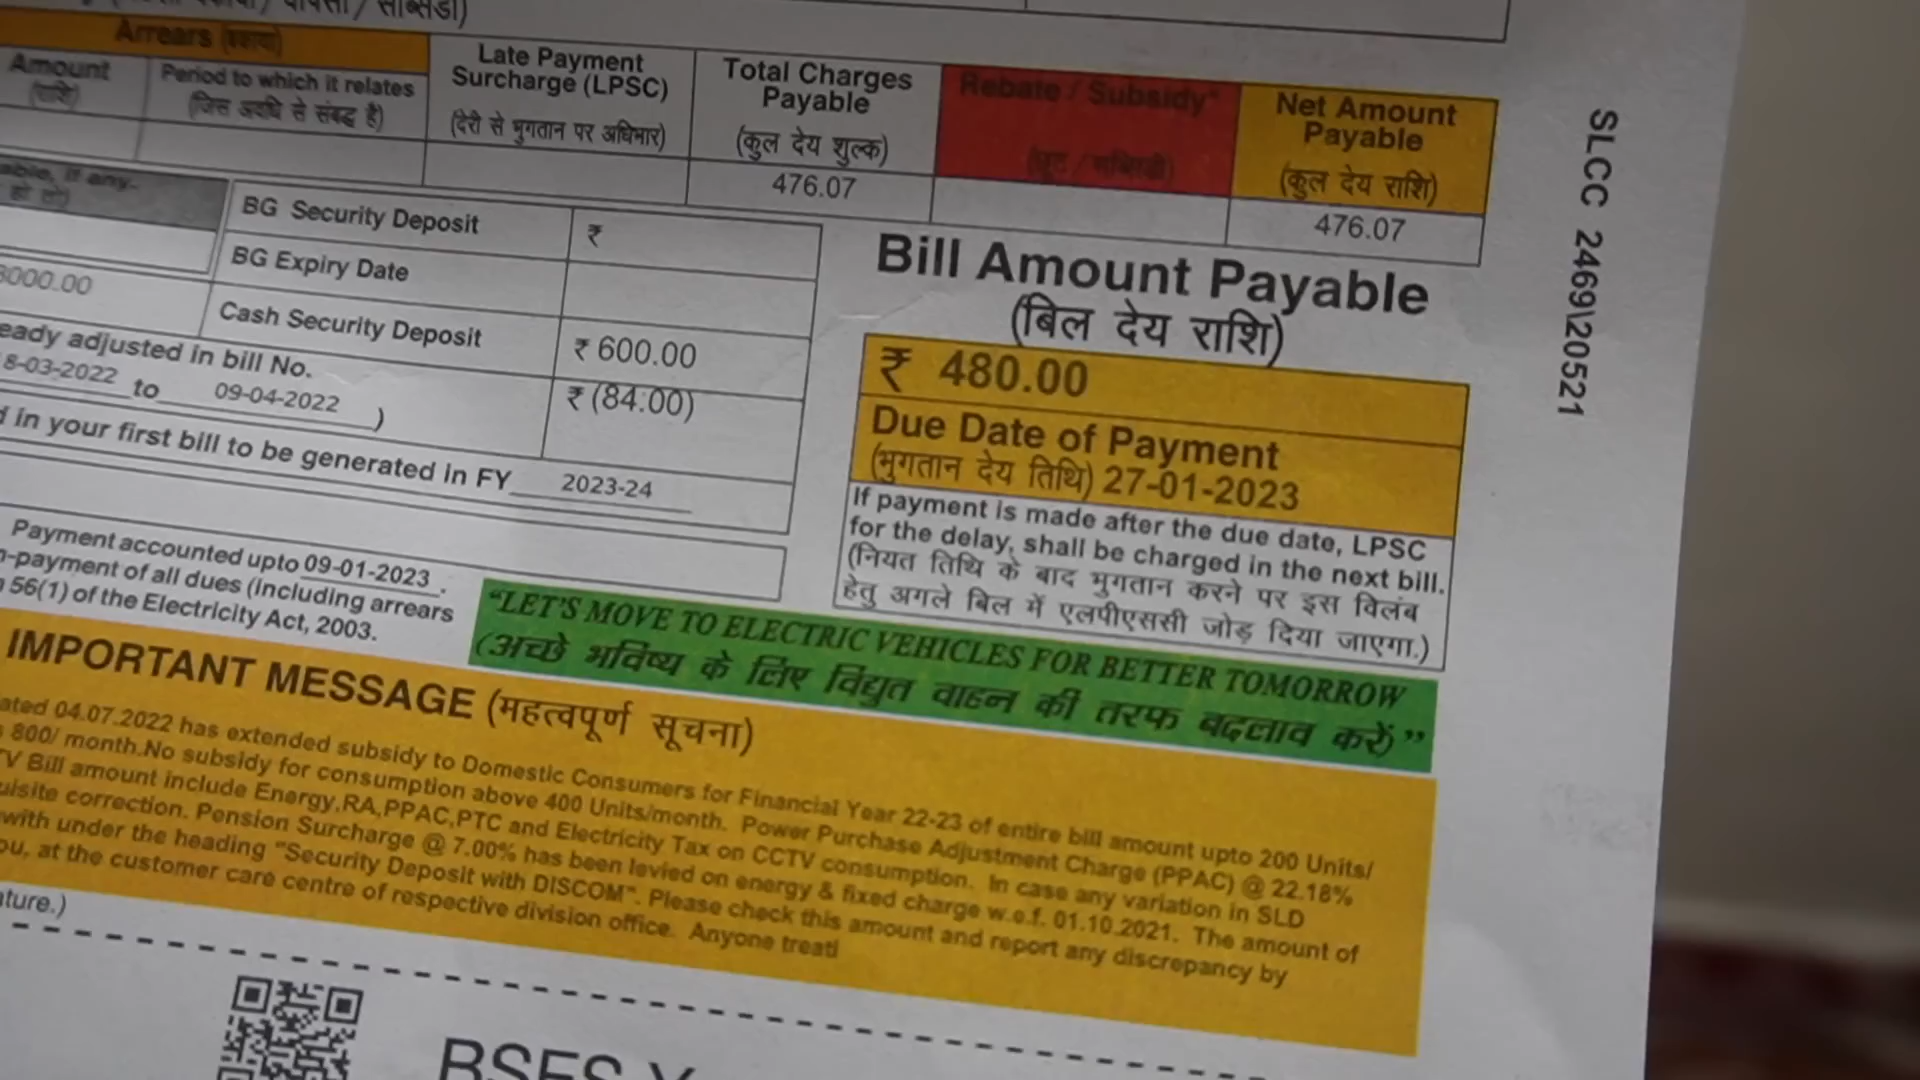 Arrears (बकाया)
Amount
(राशि)
Period to which it relates
(जिस अवधि से संबद्ध है)
Late Payment
Surcharge (LPSC)
(देरी से भुगतान पर अधिभार)
Total Charges
Payable
(कुल देय शुल्क)
476.07
Rebate / Subsidy*
Net Amount
Payable
(कुल देय राशि)
476.07
SLCC 2469\20521
if any-
BG Security Deposit ₹
BG Expiry Date
Cash Security Deposit ₹ 600.00
₹ (84.00)
adjusted in bill No.
8-03-2022 to 09-04-2022 )
in your first bill to be generated in FY 2023-24
Bill Amount Payable
(बिल देय राशि)
₹ 480.00
Due Date of Payment
(भुगतान देय तिथि) 27-01-2023
If payment is made after the due date, LPSC
for the delay, shall be charged in the next bill.
(नियत तिथि के बाद भुगतान करने पर इस विलंब
हेतु अगले बिल में एलपीएससी जोड़ दिया जाएगा.)
Payment accounted upto 09-01-2023 .
-payment of all dues (including arrears
56(1) of the Electricity Act, 2003.
“LET'S MOVE TO ELECTRIC VEHICLES FOR BETTER TOMORROW
(अच्छे भविष्य के लिए विद्युत वाहन की तरफ बदलाव करें)”
IMPORTANT MESSAGE (महत्वपूर्ण सूचना)
04.07.2022 has extended subsidy to Domestic Consumers for Financial Year 22-23 of entire bill amount upto 200 Units/
800/ month.No subsidy for consumption above 400 Units/month. Power Purchase Adjustment Charge (PPAC) @ 22.18%
Bill amount include Energy,RA,PPAC,PTC and Electricity Tax on CCTV consumption. In case any variation in SLD
correction. Pension Surcharge @ 7.00% has been levied on energy & fixed charge w.e.f. 01.10.2021. The amount of
with under the heading "Security Deposit with DISCOM". Please check this amount and report any discrepancy by
at the customer care centre of respective division office. Anyone treati
BSES Y